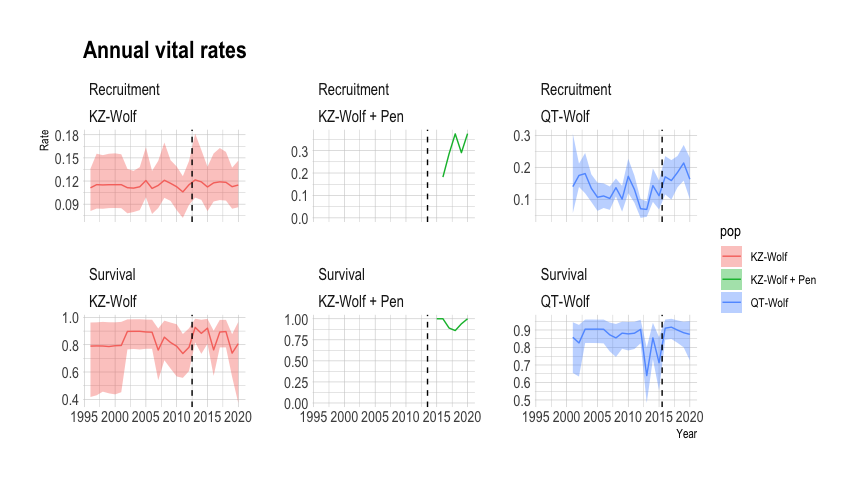 Annual vital rates
Recruitment Recruitment Recruitment
KZ-Wolf KZ-Wolf + Pen QT-Wolf
Rate
0.18 0.15 0.12 0.09
0.3 0.2 0.1 0.0
0.3 0.2 0.1
pop
KZ-Wolf
KZ-Wolf + Pen
QT-Wolf
Survival Survival Survival
KZ-Wolf KZ-Wolf + Pen QT-Wolf
1.0 0.8 0.6 0.4
1.00 0.75 0.50 0.25 0.00
0.9 0.8 0.7 0.6 0.5
1995 2000 2005 2010 2015 2020 1995 2000 2005 2010 2015 2020 1995 2000 2005 2010 2015 2020
Year